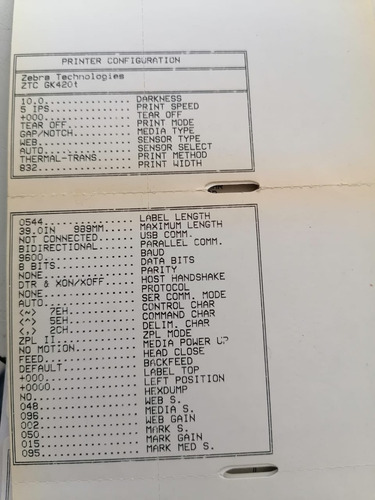 PRINTER CONFIGURATION
Zebra Technologies
ZTC GK420t
10.0............... DARKNESS
5 IPS.............. PRINT SPEED
+000............... TEAR OFF
TEAR OFF........... PRINT MODE
GAP/NOTCH.......... MEDIA TYPE
WEB................ SENSOR TYPE
AUTO............... SENSOR SELECT
THERMAL-TRANS...... PRINT METHOD
832................ PRINT WIDTH
0544............... LABEL LENGTH
39.0IN 989MM....... MAXIMUM LENGTH
NOT CONNECTED...... USB COMM.
BIDIRECTIONAL...... PARALLEL COMM.
9600............... BAUD
8 BITS............. DATA BITS
NONE............... PARITY
DTR & XON/XOFF..... HOST HANDSHAKE
NONE............... PROTOCOL
AUTO............... SER COMM. MODE
<~> 7EH............ CONTROL CHAR
<^> 5EH............ COMMAND CHAR
<,> 2CH............ DELIM. CHAR
ZPL II............. ZPL MODE
NO MOTION.......... MEDIA POWER UP
FEED............... HEAD CLOSE
DEFAULT............ BACKFEED
+000............... LABEL TOP
+0000.............. LEFT POSITION
NO................. HEXDUMP
048................ WEB S.
096................ MEDIA S.
002................ WEB GAIN
050................ MARK S.
015................ MARK GAIN
095................ MARK MED S.